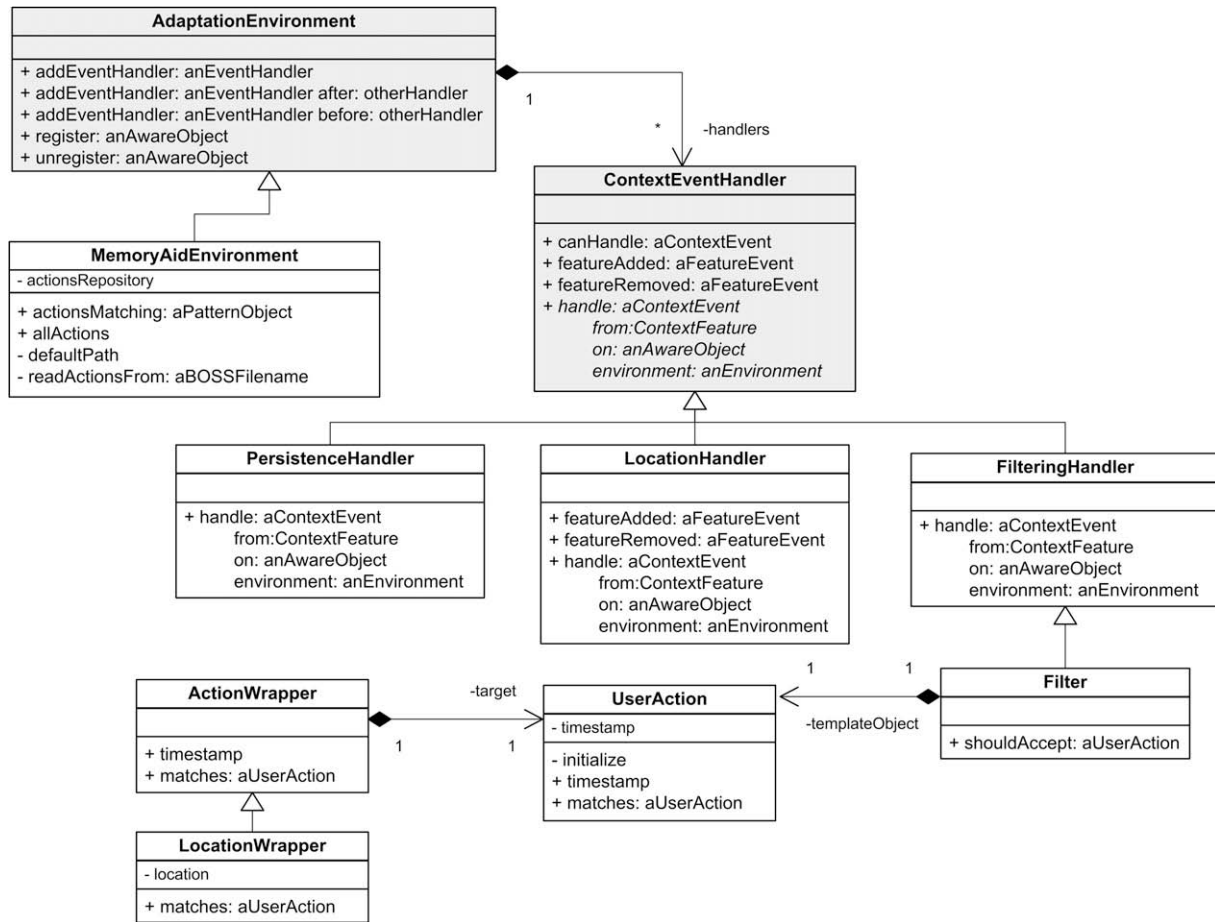 AdaptationEnvironment
+ addEventHandler: anEventHandler
+ addEventHandler: anEventHandler after: otherHandler
+ addEventHandler: anEventHandler before: otherHandler
+ register: anAwareObject
+ unregister: anAwareObject
1
*
-handlers
ContextEventHandler
+ canHandle: aContextEvent
+ featureAdded: aFeatureEvent
+ featureRemoved: aFeatureEvent
+ handle: aContextEvent
from:ContextFeature
on: anAwareObject
environment: anEnvironment
MemoryAidEnvironment
- actionsRepository
+ actionsMatching: aPatternObject
+ allActions
- defaultPath
- readActionsFrom: aBOSSFilename
PersistenceHandler
+ handle: aContextEvent
from:ContextFeature
on: anAwareObject
environment: anEnvironment
LocationHandler
+ featureAdded: aFeatureEvent
+ featureRemoved: aFeatureEvent
+ handle: aContextEvent
from:ContextFeature
on: anAwareObject
environment: anEnvironment
FilteringHandler
+ handle: aContextEvent
from:ContextFeature
on: anAwareObject
environment: anEnvironment
ActionWrapper
+ timestamp
+ matches: aUserAction
-target
1
1
UserAction
- timestamp
- initialize
+ timestamp
+ matches: aUserAction
1
1
-templateObject
Filter
+ shouldAccept: aUserAction
LocationWrapper
- location
+ matches: aUserAction